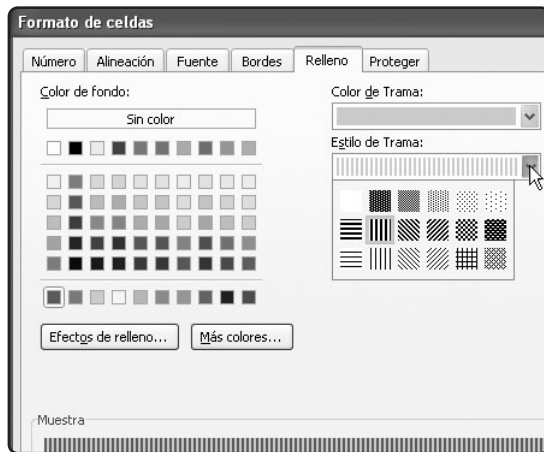 Formato de celdas
Número Alineación Fuente Bordes Relleno Proteger
Color de fondo:
Sin color
Efectos de relleno... Más colores...
Color de Trama:
Estilo de Trama:
Muestra